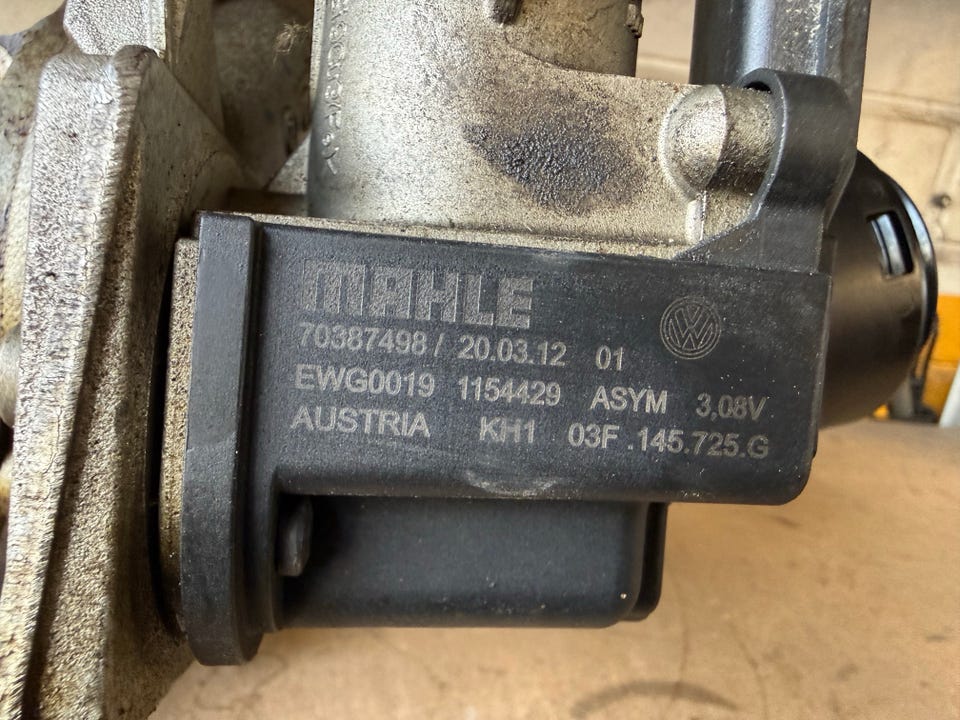 MAHLE
70387498/ 20.03.12 01
EWG0019 1154429 ASYM 3,08V
AUSTRIA KH1 03F.145.725.G